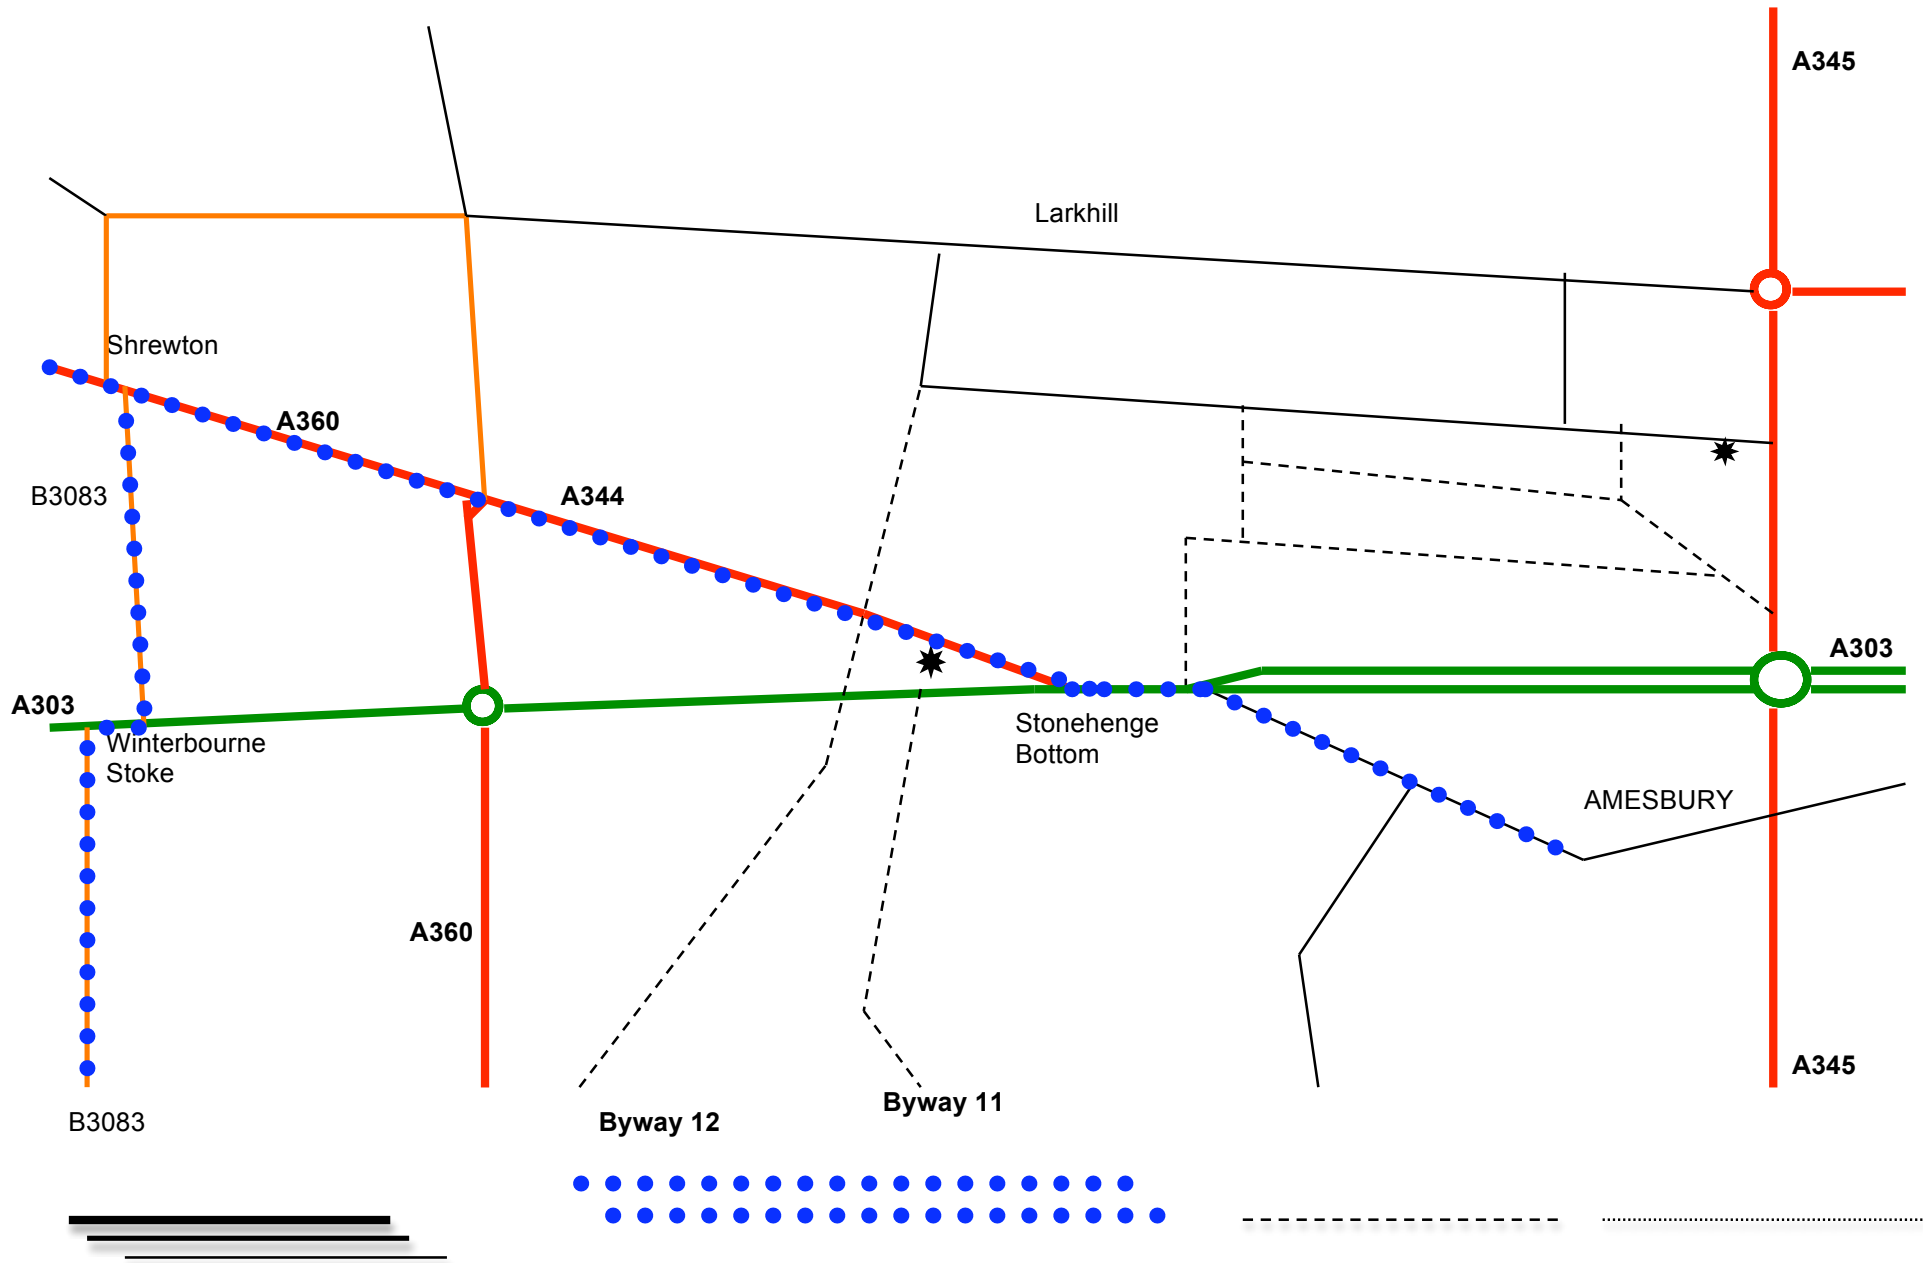 A345
Larkhill
Shrewton
A360
A344
B3083
A303
A303
Winterbourne
Stoke
Stonehenge
Bottom
AMESBURY
A360
A345
Byway 11
B3083
Byway 12